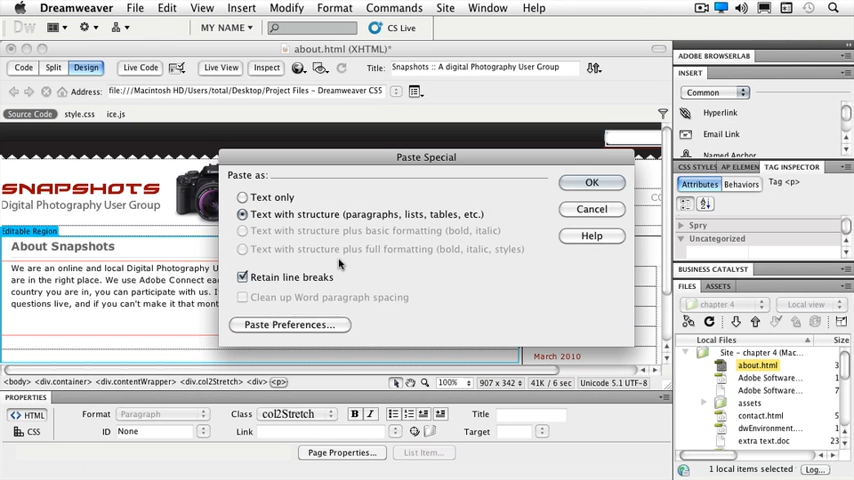 Dreamweaver File Edit View Insert Modify Format Commands Site Window Help
Dw MY NAME CS Live
about.html (XHTML)*
Code Split Design Live Code Live View Inspect Title: Snapshots :: A digital Photography User Group
Address: file:///Macintosh HD/Users/total/Desktop/Project Files - Dreamweaver CS5
Source Code style.css ice.js
SNAPSHOTS
Digital Photography User Group
CO
Editable Region
About Snapshots
We are an online and local Digital Photography U
are in the right place. We use Adobe Connect eac
country you are in, you can participate with us. I
questions live, and if you can't make it that mont
March 2010
Paste Special
Paste as:
Text only
Text with structure (paragraphs, lists, tables, etc.)
Text with structure plus basic formatting (bold, italic)
Text with structure plus full formatting (bold, italic, styles)
Retain line breaks
Clean up Word paragraph spacing
Paste Preferences...
OK
Cancel
Help
<body> <div.container> <div.contentWrapper> <div.col2Stretch> <div> <p> 100% 907 x 342 41K / 6 sec Unicode 5.1 UTF-8
PROPERTIES
HTML Format Paragraph Class col2Stretch B I Title
CSS ID None Link Target
Page Properties... List Item...
ADOBE BROWSERLAB
INSERT
Common
Hyperlink
Email Link
Named Anchor
CSS STYLES AP ELEMEN TAG INSPECTOR
Attributes Behaviors Tag <p>
Spry
Uncategorized
BUSINESS CATALYST
FILES ASSETS
chapter 4 Local view
Local Files Size
Site - chapter 4 (Mac...
about.html 3
Adobe Software...
Adobe Software... 7
assets
contact.html 3
dwEnvironment...
extra text.doc 23
1 local items selected Log...